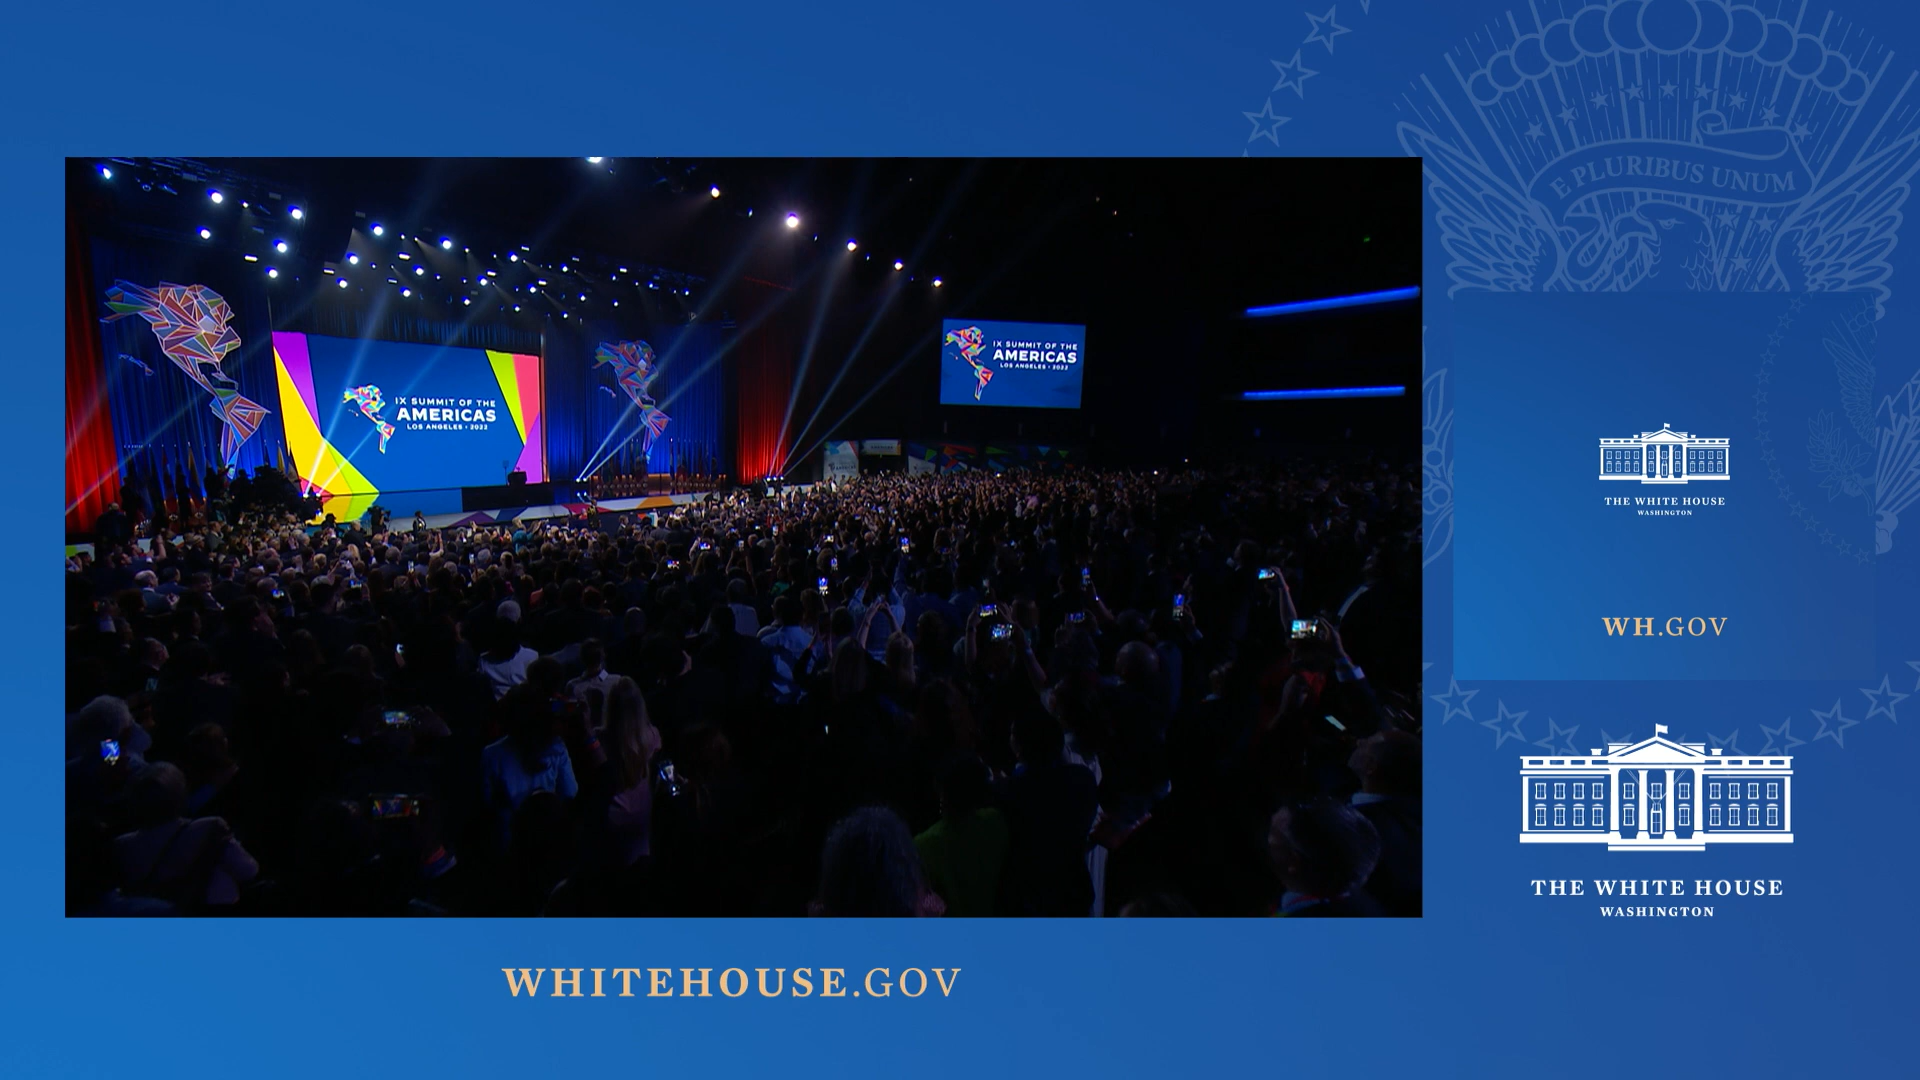 E PLURIBUS UNUM
IX SUMMIT OF THE
AMERICAS
LOS ANGELES • 2022
IX SUMMIT OF THE
AMERICAS
LOS ANGELES • 2022
THE WHITE HOUSE
WASHINGTON
WH.GOV
THE WHITE HOUSE
WASHINGTON
WHITEHOUSE.GOV